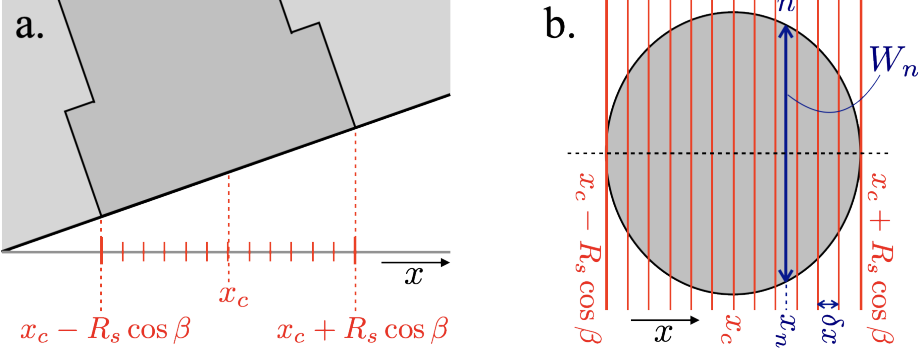 a.
x
x_c
x_c − R_s cos β
x_c + R_s cos β
b.
n
W_n
x_c − R_s cos β
x_c + R_s cos β
x
x_c
x_n
δx